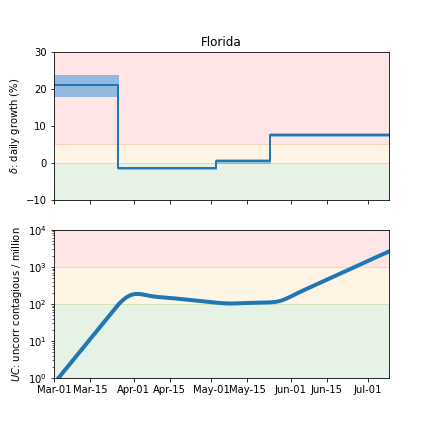 Florida
δ: daily growth (%)
30
20
10
0
−10
UC: uncorr contagious / million
10⁴
10³
10²
10¹
10⁰
Mar-01 Mar-15 Apr-01 Apr-15 May-01 May-15 Jun-01 Jun-15 Jul-01